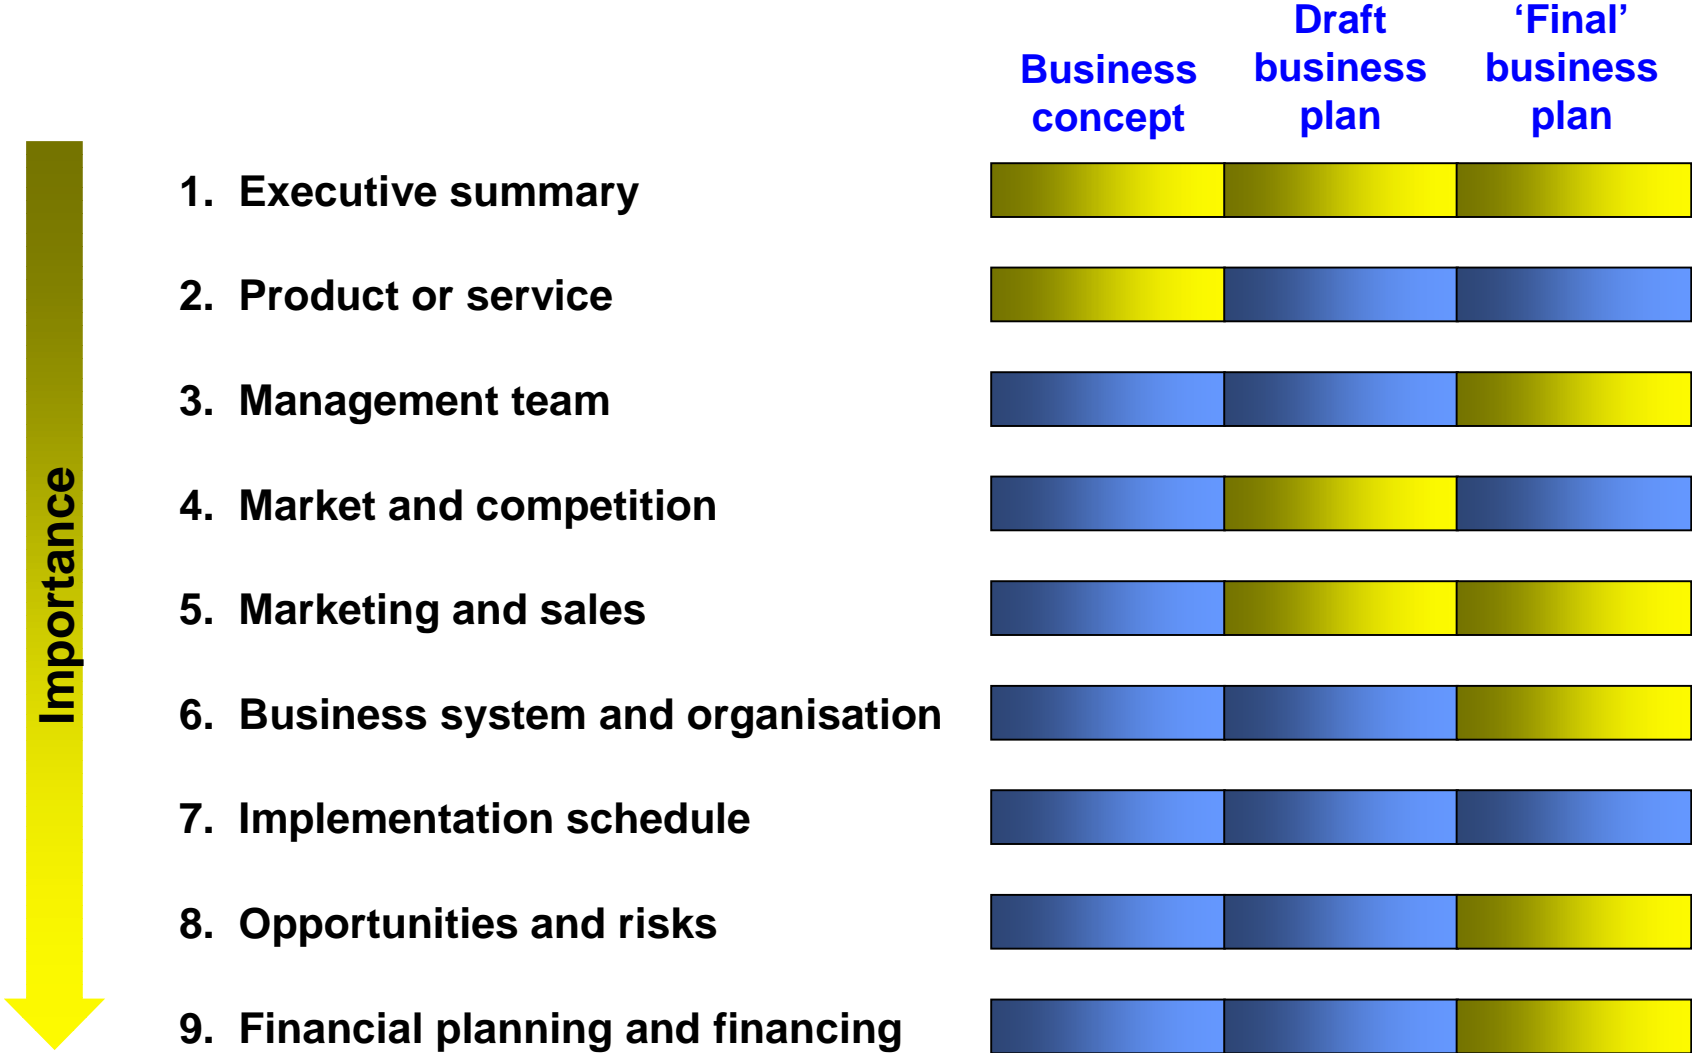 Business
concept
Draft
business
plan
‘Final’
business
plan
Importance
1. Executive summary
2. Product or service
3. Management team
4. Market and competition
5. Marketing and sales
6. Business system and organisation
7. Implementation schedule
8. Opportunities and risks
9. Financial planning and financing